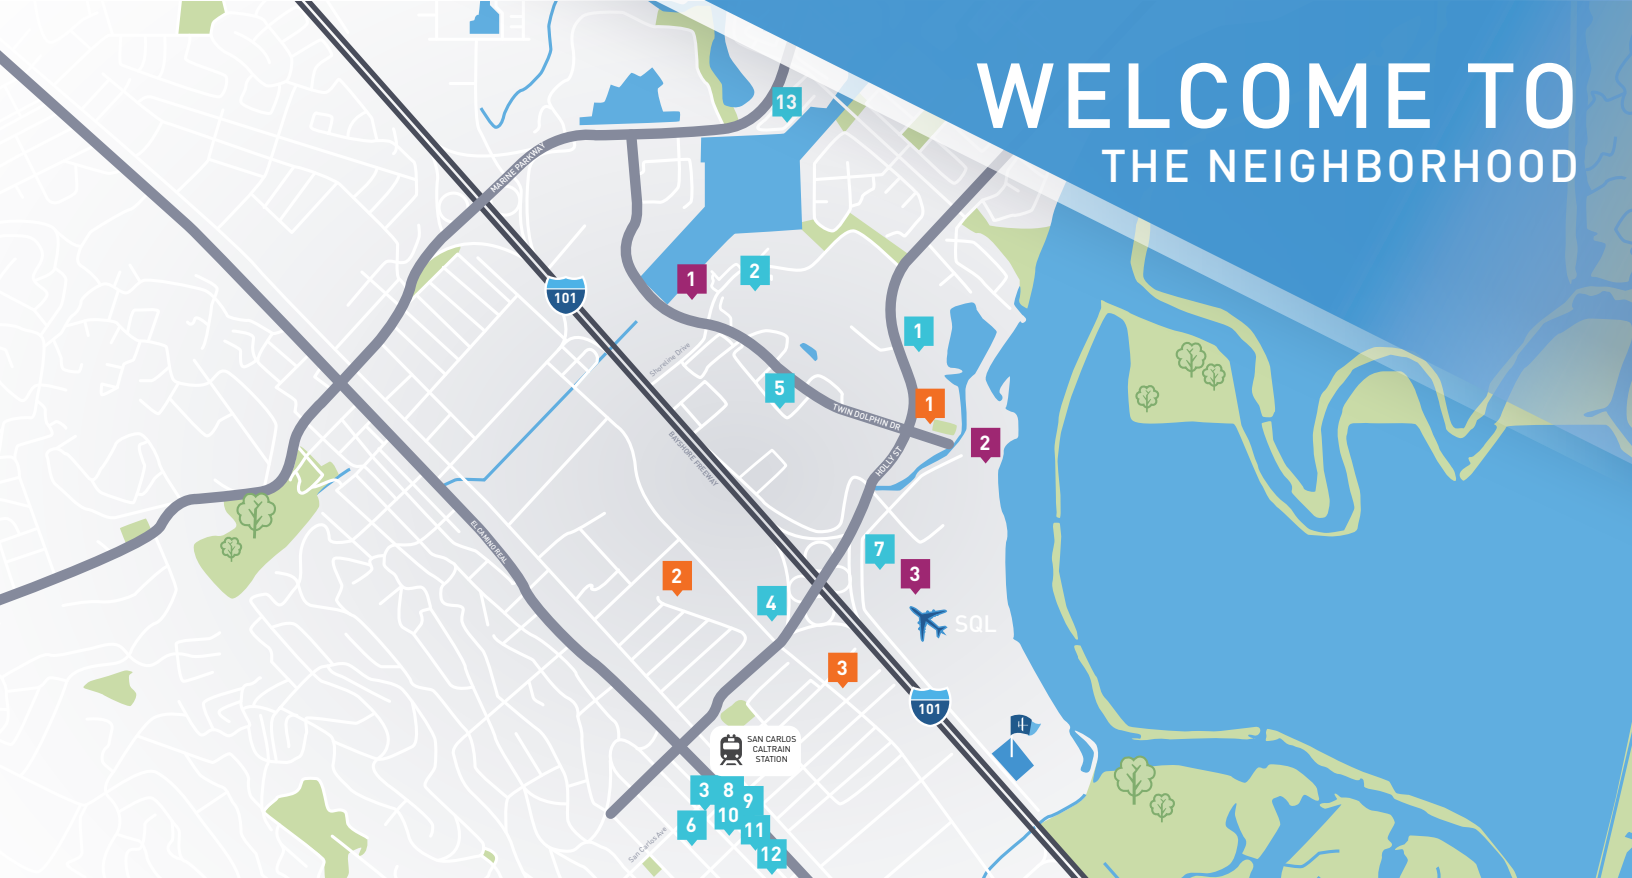 WELCOME TO
THE NEIGHBORHOOD
13
MARINE PARKWAY
1
2
101
1
Shoreline Drive
5
1
TWIN DOLPHIN DR
2
HOLLY ST
BAYSHORE FREEWAY
EL CAMINO REAL
7
3
2
4
SQL
3
101
4
SAN CARLOS
CALTRAIN
STATION
3
8
9
10
6
11
12
San Carlos Ave